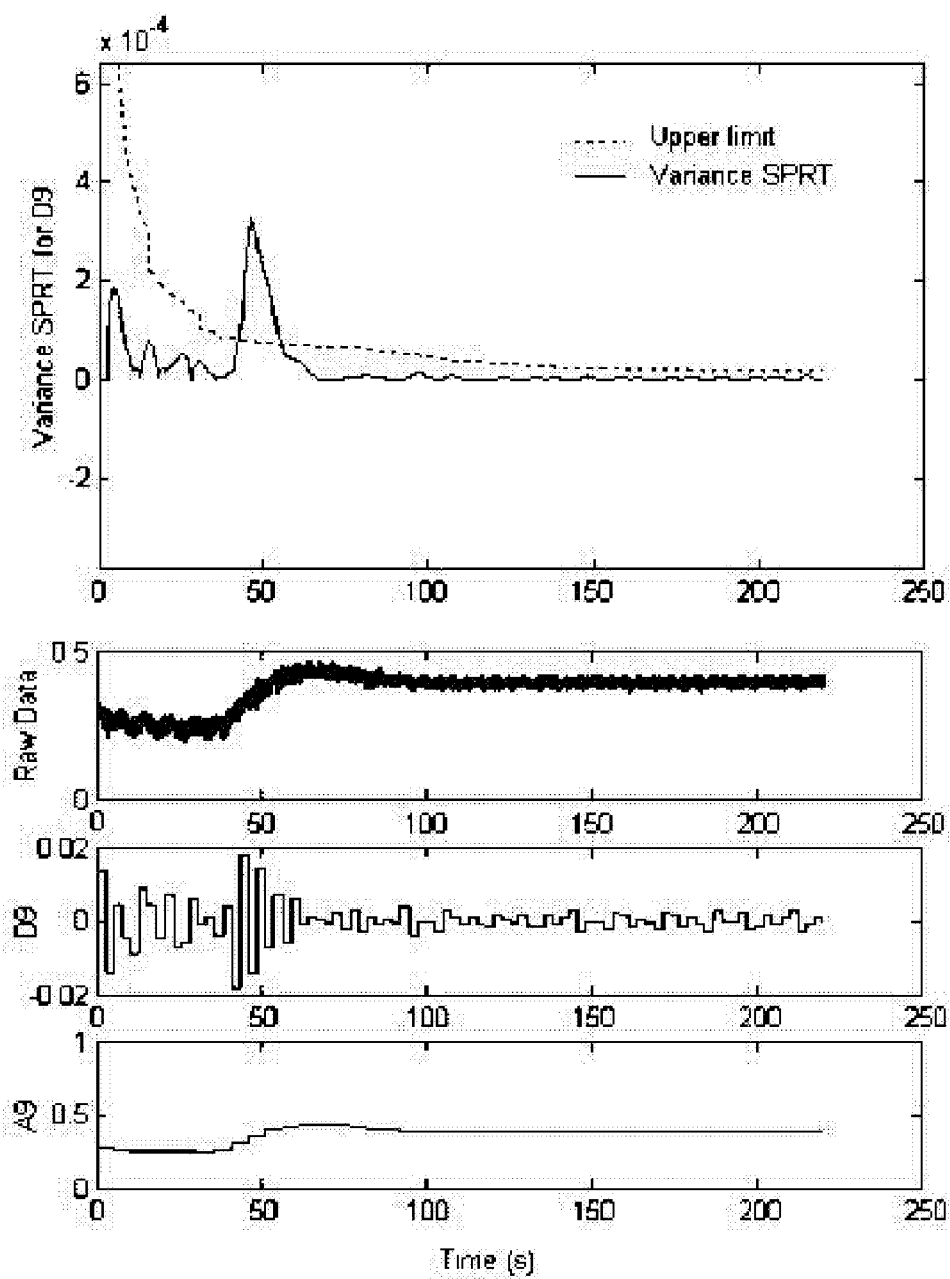 x 10^-4
6
4
2
0
-2
Variance SPRT for D9
Upper limit
Variance SPRT
0 50 100 150 200 250
0.5
0
Raw Data
0 50 100 150 200 250
0.02
0
-0.02
D9
0 50 100 150 200 250
1
0.5
0
A9
0 50 100 150 200 250
Time (s)